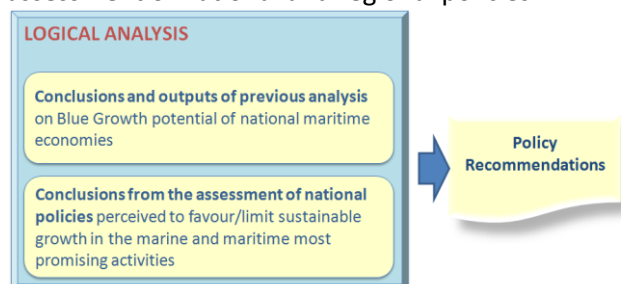 LOGICAL ANALYSIS
Conclusions and outputs of previous analysis
on Blue Growth potential of national maritime
economies
Conclusions from the assessment of national
policies perceived to favour/limit sustainable
growth in the marine and maritime most
promising activities
Policy
Recommendations